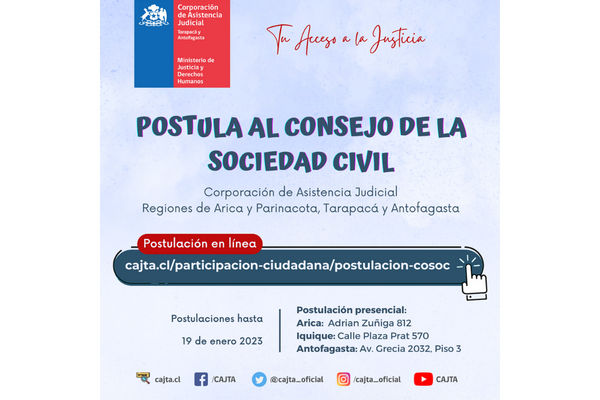 Corporación
de Asistencia
Judicial
Tarapacá y
Antofagasta
Ministerio de
Justicia y
Derechos
Humanos
Tu Acceso a la Justicia
POSTULA AL CONSEJO DE LA
SOCIEDAD CIVIL
Corporación de Asistencia Judicial
Regiones de Arica y Parinacota, Tarapacá y Antofagasta
Postulación en línea
cajta.cl/participacion-ciudadana/postulacion-cosoc
Postulaciones hasta
19 de enero 2023
Postulación presencial:
Arica: Adrian Zuñiga 812
Iquique: Calle Plaza Prat 570
Antofagasta: Av. Grecia 2032, Piso 3
cajta.cl
/CAJTA
@cajta_oficial
/cajta_oficial
CAJTA